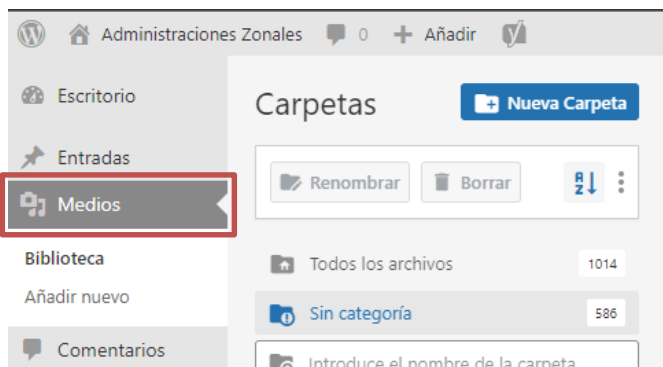 Administraciones Zonales 0 Añadir
Escritorio
Entradas
Medios
Biblioteca
Añadir nuevo
Comentarios
Carpetas
Nueva Carpeta
Renombrar Borrar
Todos los archivos 1014
Sin categoría 586
Introduce el nombre de la carpeta